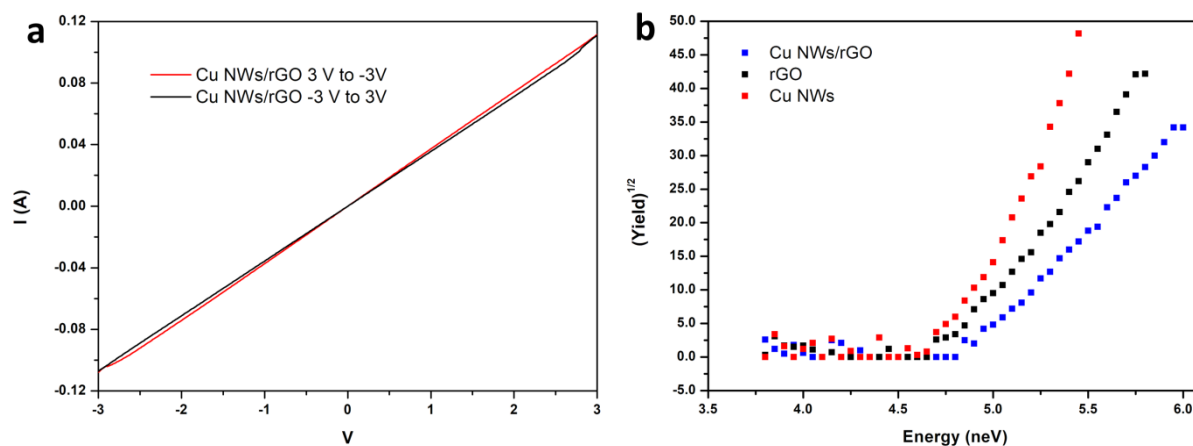 a
0.12
0.08
0.04
0.00
-0.04
-0.08
-0.12
I (A)
Cu NWs/rGO 3 V to -3V
Cu NWs/rGO -3 V to 3V
-3
-2
-1
0
1
2
3
V
b
50.0
45.0
40.0
35.0
30.0
25.0
20.0
15.0
10.0
5.0
0.0
-5.0
(Yield)1/2
Cu NWs/rGO
rGO
Cu NWs
3.5
4.0
4.5
5.0
5.5
6.0
Energy (neV)